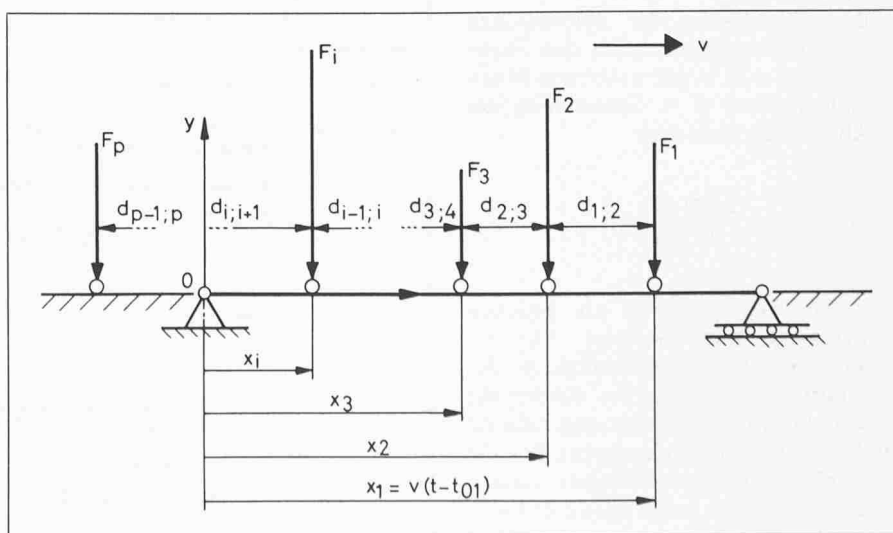 v
F_i
F_2
y
F_p
F_1
F_3
d_{p-1;p}
d_{i;i+1}
d_{i-1;i}
d_{3;4}
d_{2;3}
d_{1;2}
0
x_i
x_3
x_2
x_1 = v(t-t_{01})